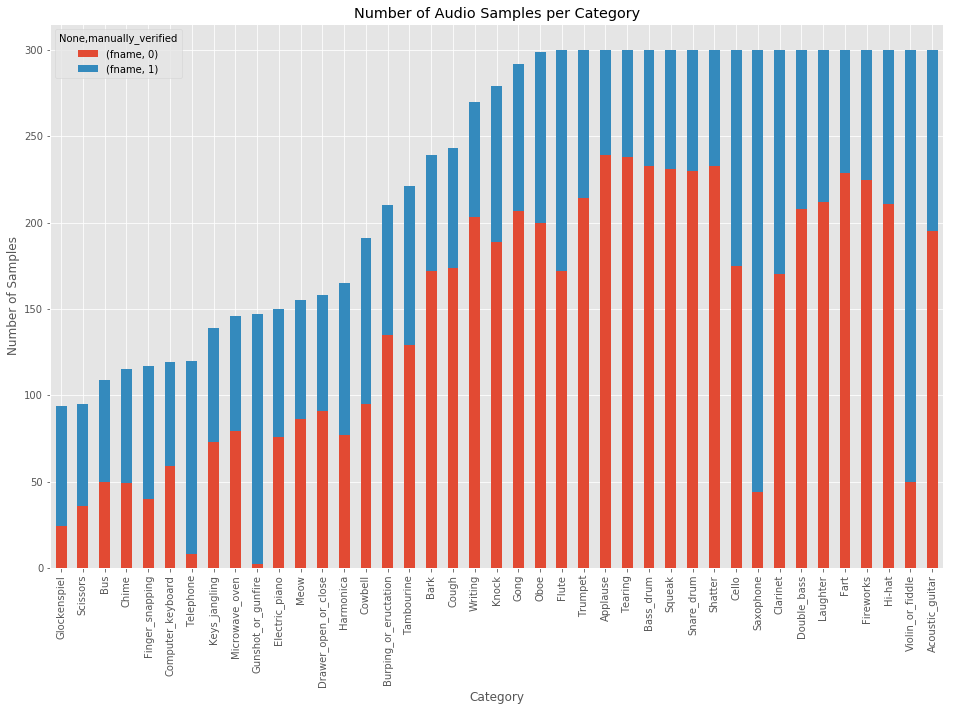 Number of Audio Samples per Category
None,manually_verified
(fname, 0)
(fname, 1)
Number of Samples
300
250
200
150
100
50
0
Glockenspiel
Scissors
Bus
Chime
Finger_snapping
Computer_keyboard
Telephone
Keys_jangling
Microwave_oven
Gunshot_or_gunfire
Electric_piano
Meow
Drawer_open_or_close
Harmonica
Cowbell
Burping_or_eructation
Tambourine
Bark
Cough
Writing
Knock
Gong
Oboe
Flute
Trumpet
Applause
Tearing
Bass_drum
Squeak
Snare_drum
Shatter
Cello
Saxophone
Clarinet
Double_bass
Laughter
Fart
Fireworks
Hi-hat
Violin_or_fiddle
Acoustic_guitar
Category